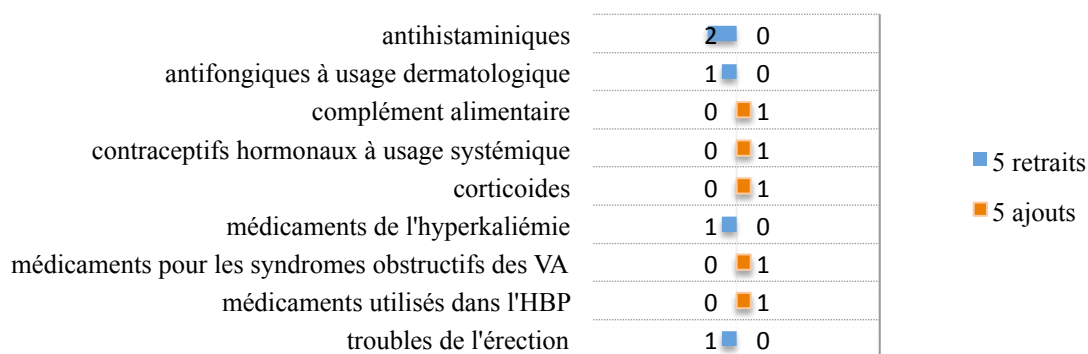 antihistaminiques 2 0
antifongiques à usage dermatologique 1 0
complément alimentaire 0 1
contraceptifs hormonaux à usage systémique 0 1
corticoides 0 1
médicaments de l'hyperkaliémie 1 0
médicaments pour les syndromes obstructifs des VA 0 1
médicaments utilisés dans l'HBP 0 1
troubles de l'érection 1 0
5 retraits
5 ajouts